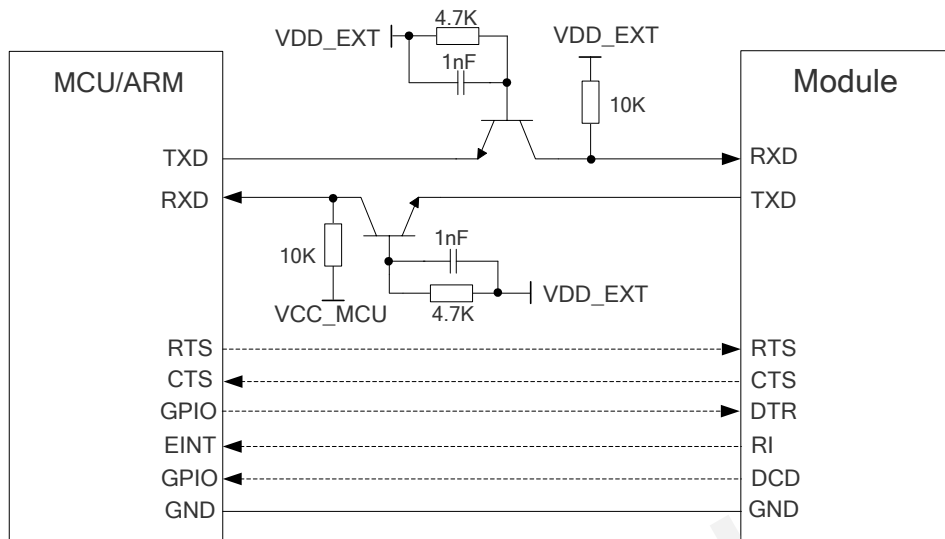 4.7K
VDD_EXT
VDD_EXT
1nF
MCU/ARM
Module
10K
TXD
RXD
RXD
TXD
1nF
10K
VDD_EXT
VCC_MCU
4.7K
RTS
RTS
CTS
CTS
GPIO
DTR
EINT
RI
GPIO
DCD
GND
GND